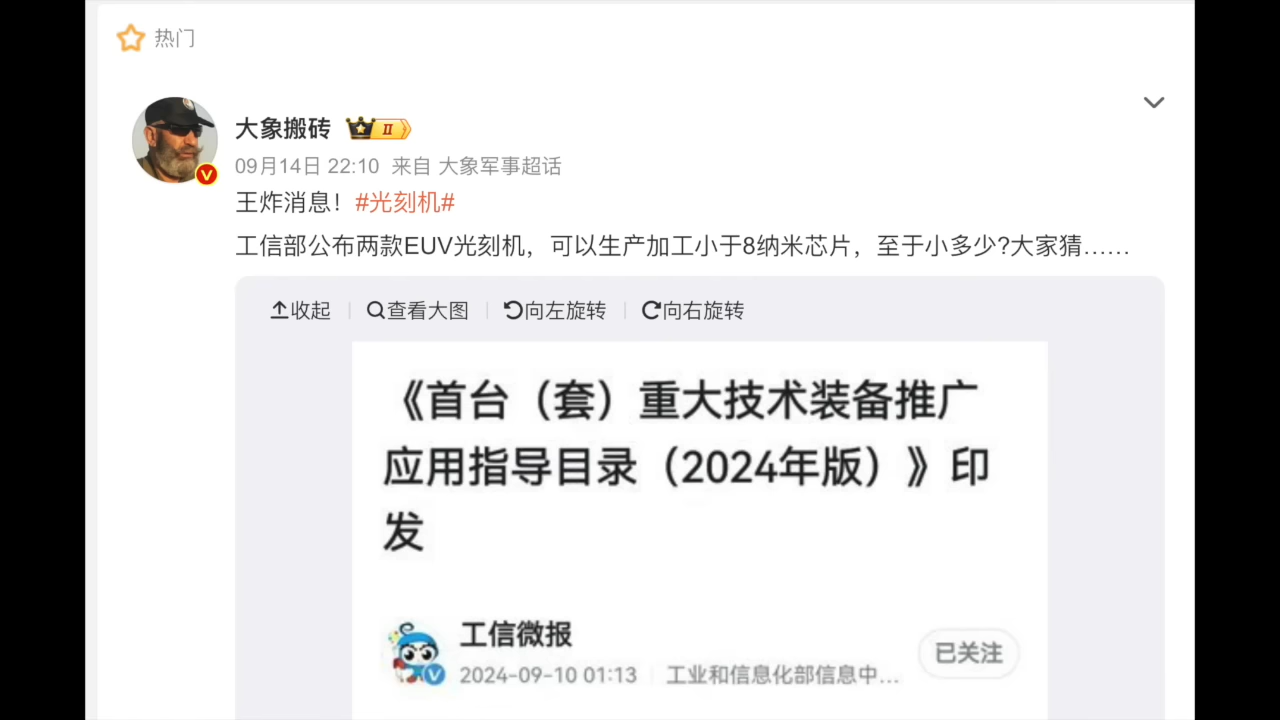 热门
大象搬砖 II
09月14日 22:10 来自 大象军事超话
王炸消息！#光刻机#
工信部公布两款EUV光刻机，可以生产加工小于8纳米芯片，至于小多少?大家猜……
收起 查看大图 向左旋转 向右旋转
《首台（套）重大技术装备推广
应用指导目录（2024年版）》印
发
工信微报
已关注
2024-09-10 01:13 工业和信息化部信息中...